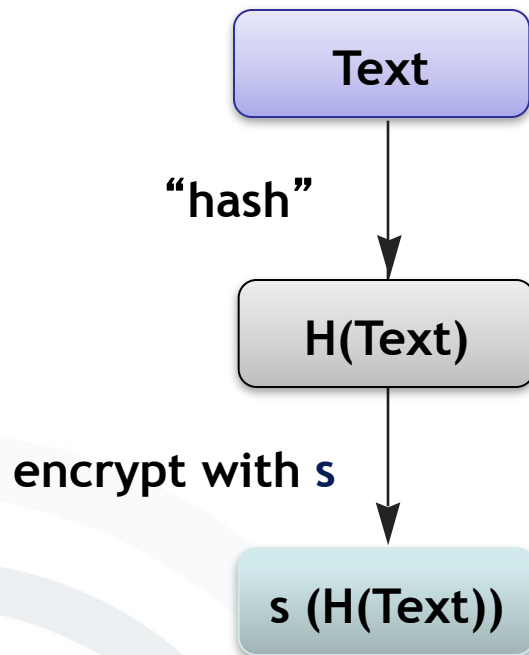 Text
“hash”
H(Text)
encrypt with s
s (H(Text))